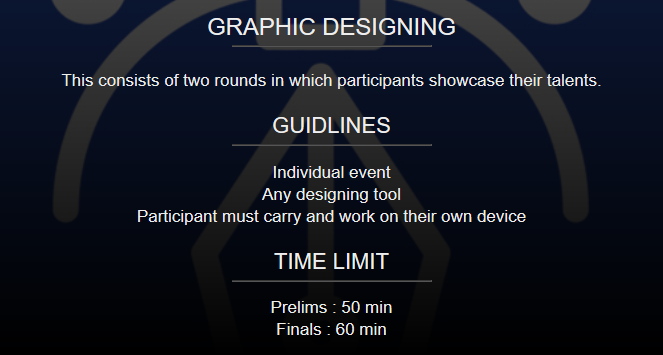 GRAPHIC DESIGNING
This consists of two rounds in which participants showcase their talents.
GUIDLINES
Individual event
Any designing tool
Participant must carry and work on their own device
TIME LIMIT
Prelims : 50 min
Finals : 60 min